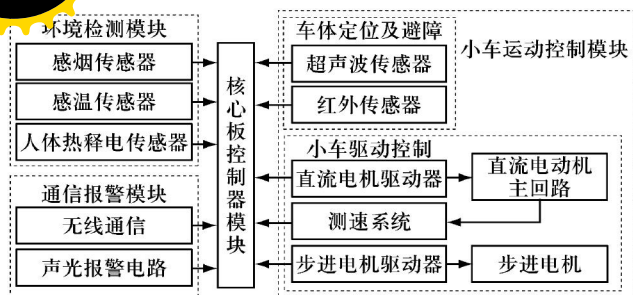 环境检测模块
感烟传感器
感温传感器
人体热释电传感器
通信报警模块
无线通信
声光报警电路
核心板控制器模块
车体定位及避障
超声波传感器
红外传感器
小车运动控制模块
小车驱动控制
直流电机驱动器
直流电动机
主回路
测速系统
步进电机驱动器
步进电机